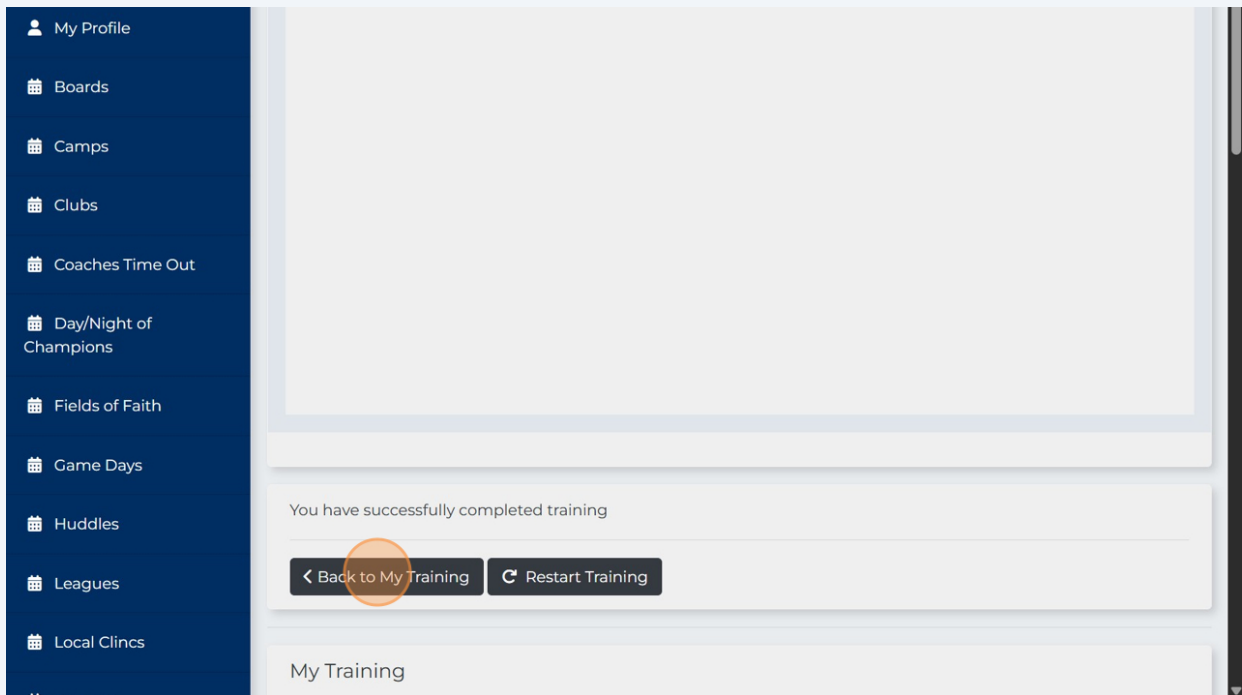 My Profile
Boards
Camps
Clubs
Coaches Time Out
Day/Night of
Champions
Fields of Faith
Game Days
Huddles
Leagues
Local Clincs
You have successfully completed training
Back to My Training
Restart Training
My Training